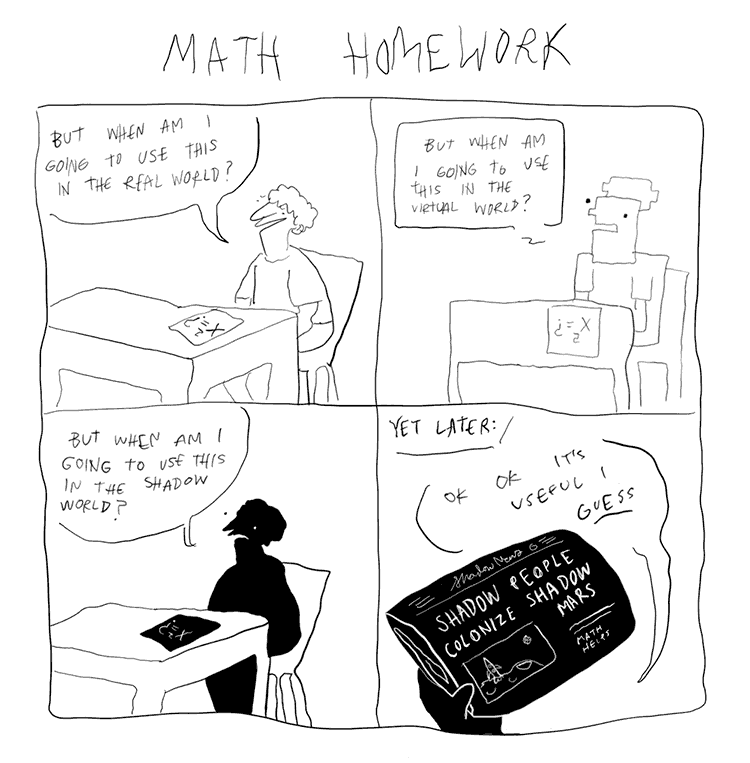 MATH HOMEWORK
BUT WHEN AM I
GOING TO USE THIS
IN THE REAL WORLD?
BUT WHEN AM
I GOING TO USE
THIS IN THE
VIRTUAL WORLD?
BUT WHEN AM I
GOING TO USE THIS
IN THE SHADOW
WORLD?
YET LATER:
OK OK IT'S
USEFUL I
GUESS
Shadow News
SHADOW PEOPLE
COLONIZE SHADOW
MARS
MATH
HELPS